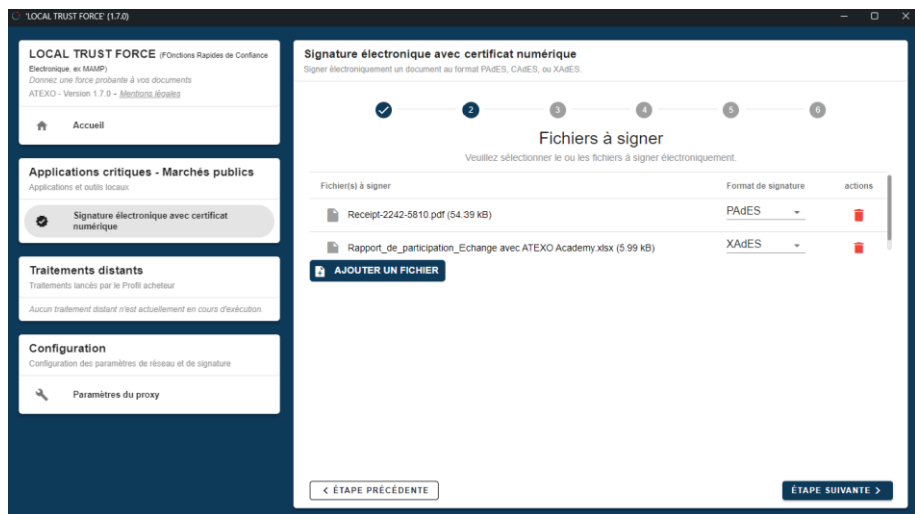 'LOCAL TRUST FORCE' (1.7.0)
LOCAL TRUST FORCE (FOnctions Rapides de Confiance
Electronique, ex MAMP)
Donnez une force probante à vos documents
ATEXO - Version 1.7.0 - Mentions légales
Accueil
Applications critiques - Marchés publics
Applications et outils locaux
Signature électronique avec certificat
numérique
Traitements distants
Traitements lancés par le Profil acheteur
Aucun traitement distant n'est actuellement en cours d'exécution.
Configuration
Configuration des paramètres de réseau et de signature
Paramètres du proxy
Signature électronique avec certificat numérique
Signer électroniquement un document au format PAdES, CAdES, ou XAdES.
2 3 4 5 6
Fichiers à signer
Veuillez sélectionner le ou les fichiers à signer électroniquement.
Fichier(s) à signer Format de signature actions
Receipt-2242-5810.pdf (54.39 kB) PAdES
Rapport_de_participation_Echange avec ATEXO Academy.xlsx (5.99 kB) XAdES
AJOUTER UN FICHIER
ÉTAPE PRÉCÉDENTE ÉTAPE SUIVANTE